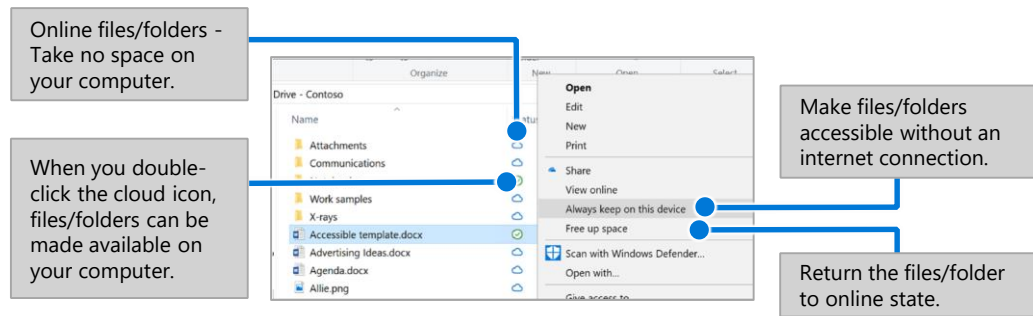 Online files/folders -
Take no space on
your computer.
When you double-
click the cloud icon,
files/folders can be
made available on
your computer.
Organize
New
Open
Select
Drive - Contoso
Name
Attachments
Communications
Work samples
X-rays
Accessible template.docx
Advertising Ideas.docx
Agenda.docx
Allie.png
Open
Edit
New
Print
Share
View online
Always keep on this device
Free up space
Scan with Windows Defender...
Open with...
Give access to
Make files/folders
accessible without an
internet connection.
Return the files/folder
to online state.